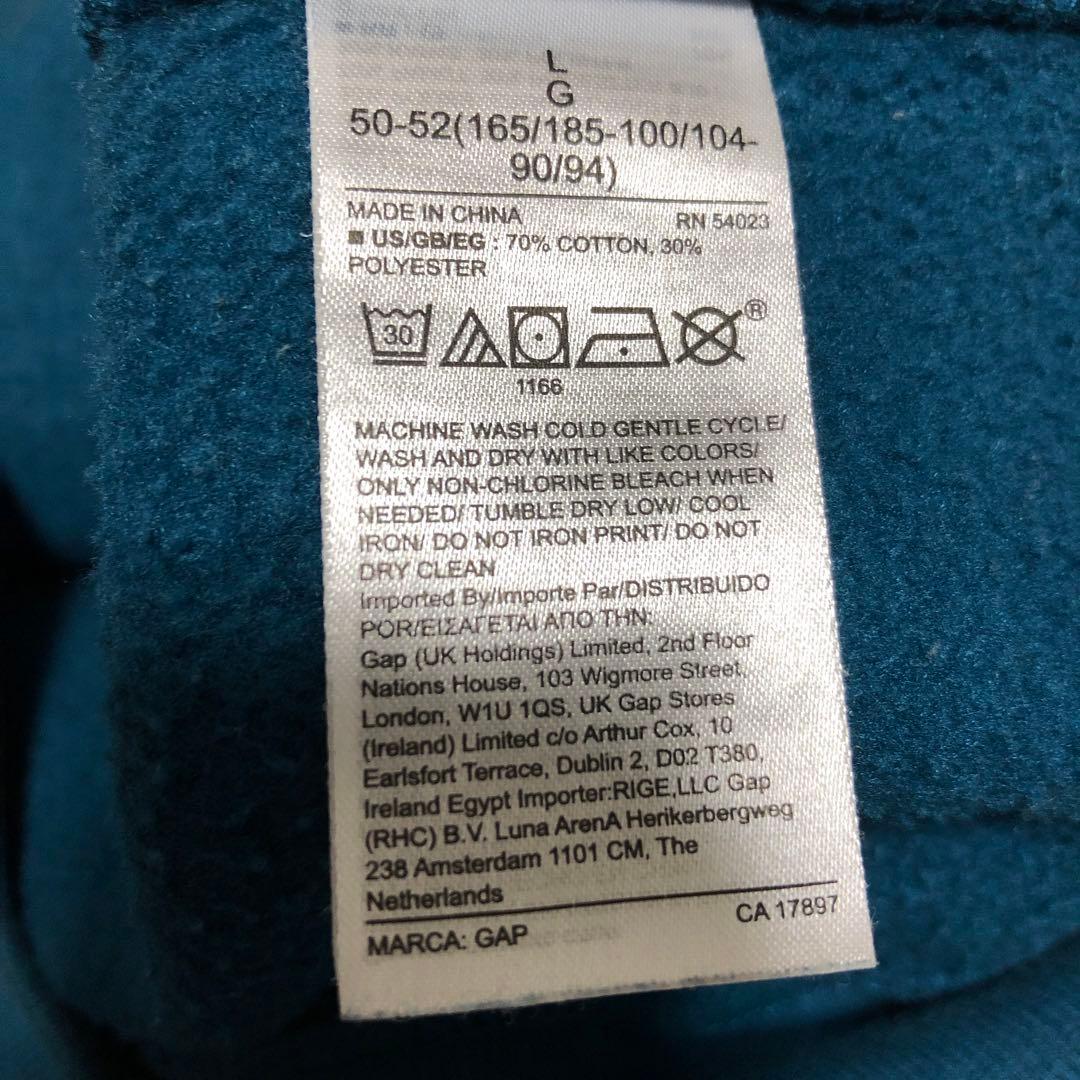 L
G
50-52(165/185-100/104-
90/94)
MADE IN CHINA RN 54023
■ US/GB/EG : 70% COTTON, 30%
POLYESTER
30
®
1166
MACHINE WASH COLD GENTLE CYCLE/
WASH AND DRY WITH LIKE COLORS/
ONLY NON-CHLORINE BLEACH WHEN
NEEDED/ TUMBLE DRY LOW/ COOL
IRON/ DO NOT IRON PRINT/ DO NOT
DRY CLEAN
Imported By/Importe Par/DISTRIBUIDO
POR/ΕΙΣΑΓΕΤΑΙ ΑΠΟ ΤΗΝ:
Gap (UK Holdings) Limited, 2nd Floor
Nations House, 103 Wigmore Street,
London, W1U 1QS, UK Gap Stores
(Ireland) Limited c/o Arthur Cox, 10
Earlsfort Terrace, Dublin 2, D02 T380,
Ireland Egypt Importer:RIGE,LLC Gap
(RHC) B.V. Luna ArenA Herikerbergweg
238 Amsterdam 1101 CM, The
Netherlands
MARCA: GAP CA 17897